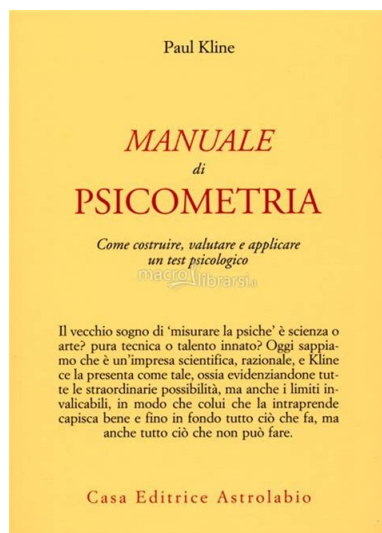 Paul Kline
MANUALE
di
PSICOMETRIA
Come costruire, valutare e applicare
un test psicologico
macrolibrarsi.it
Il vecchio sogno di ‘misurare la psiche’ è scienza o
arte? pura tecnica o talento innato? Oggi sappia-
mo che è un’impresa scientifica, razionale, e Kline
ce la presenta come tale, ossia evidenziandone tut-
te le straordinarie possibilità, ma anche i limiti in-
valicabili, in modo che colui che la intraprende
capisca bene e fino in fondo tutto ciò che fa, ma
anche tutto ciò che non può fare.
Casa Editrice Astrolabio